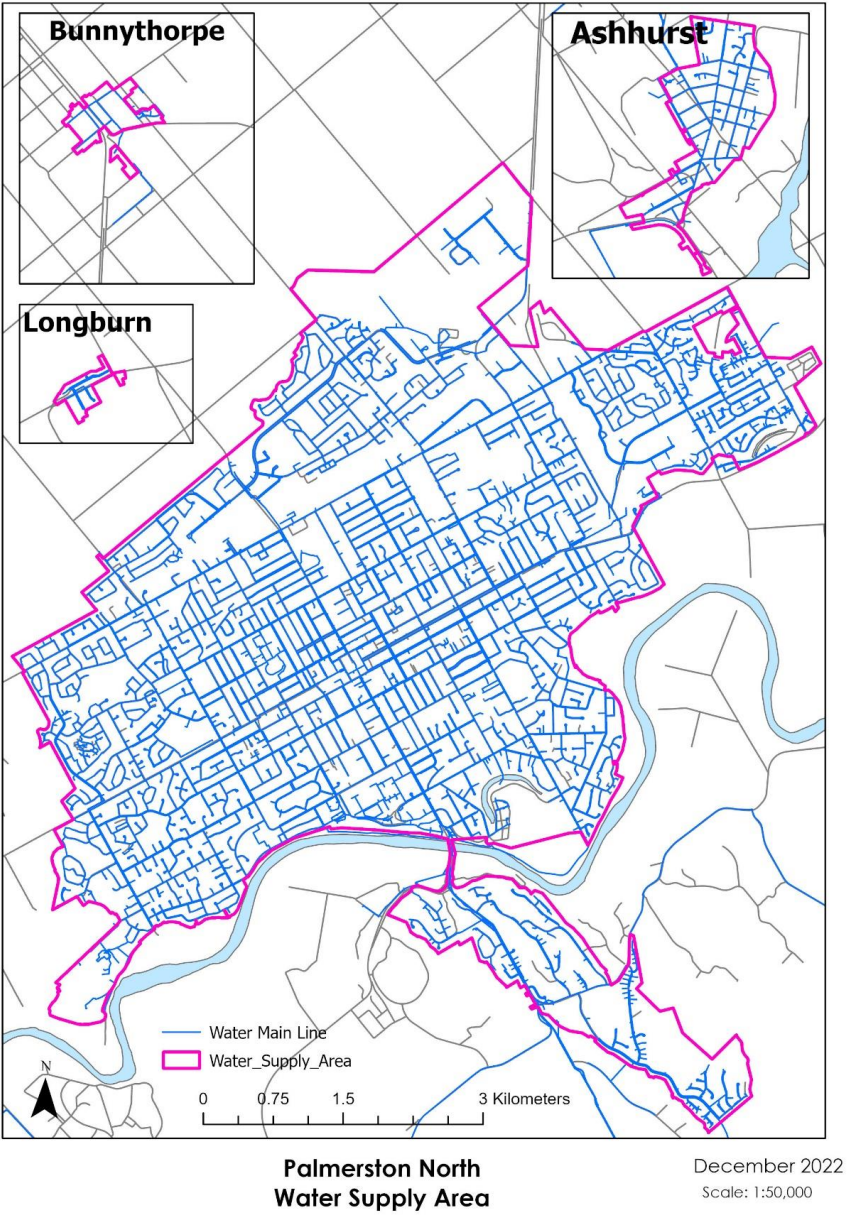 Bunnythorpe
Ashhurst
Longburn
Water Main Line
Water_Supply_Area
N
0 0.75 1.5 3 Kilometers
Palmerston North
Water Supply Area
December 2022
Scale: 1:50,000